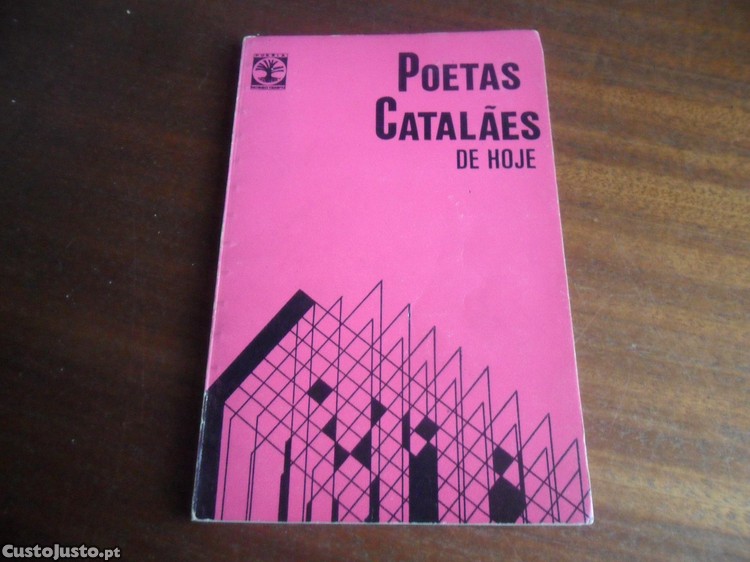 POETAS
CATALÃES
DE HOJE
CustoJusto.pt